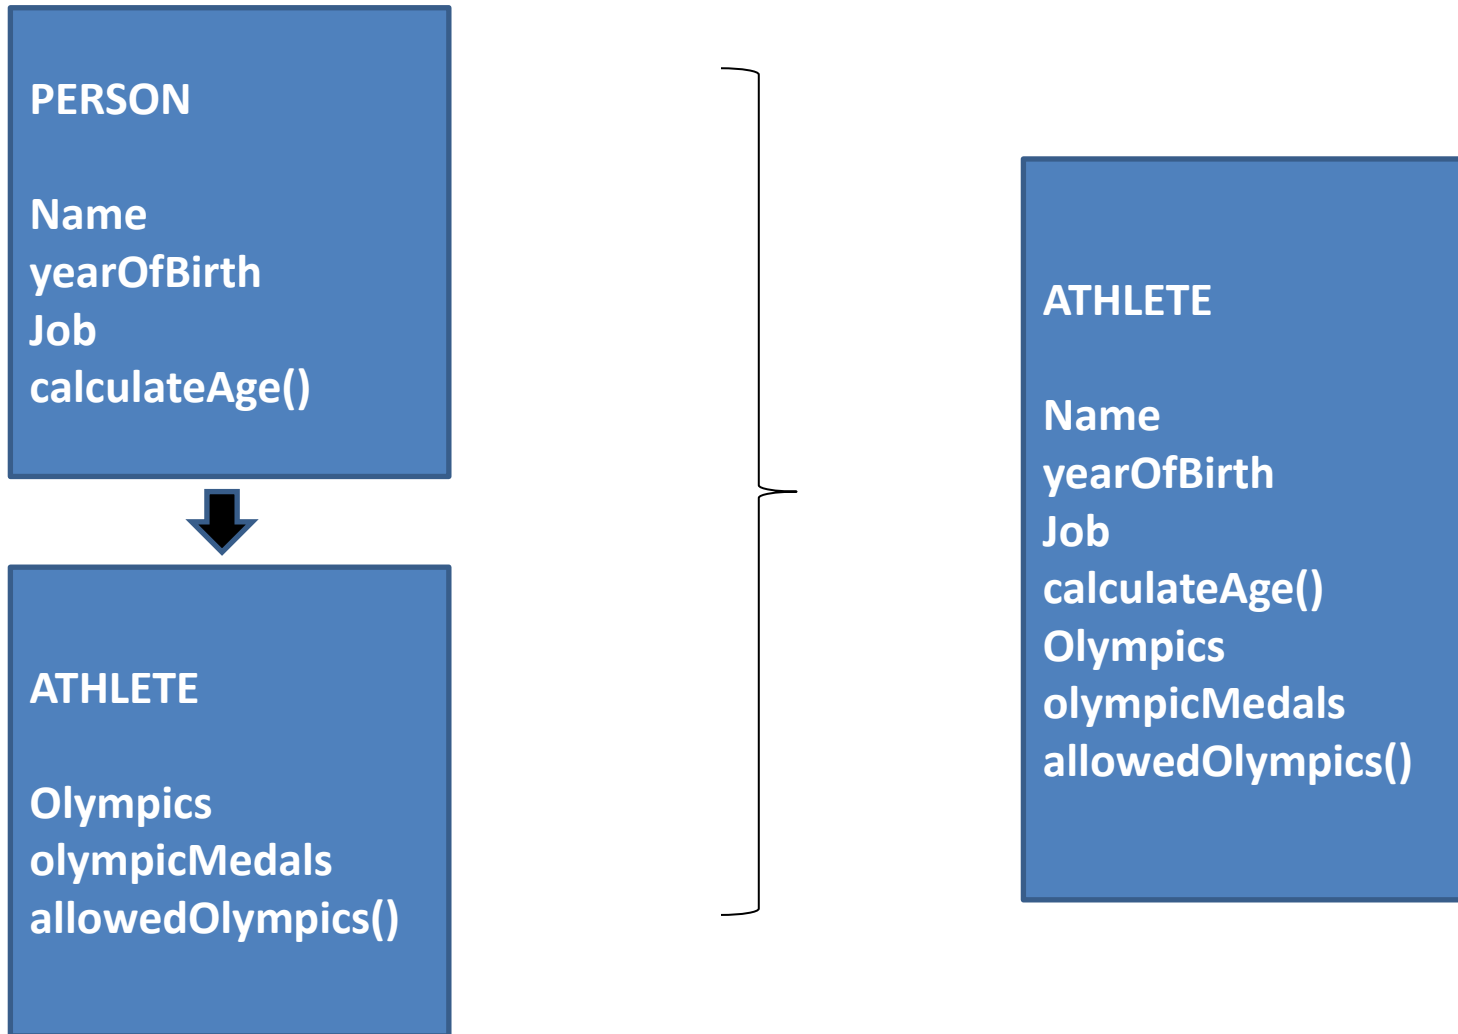 PERSON
Name
yearOfBirth
Job
calculateAge()
ATHLETE
Olympics
olympicMedals
allowedOlympics()
ATHLETE
Name
yearOfBirth
Job
calculateAge()
Olympics
olympicMedals
allowedOlympics()